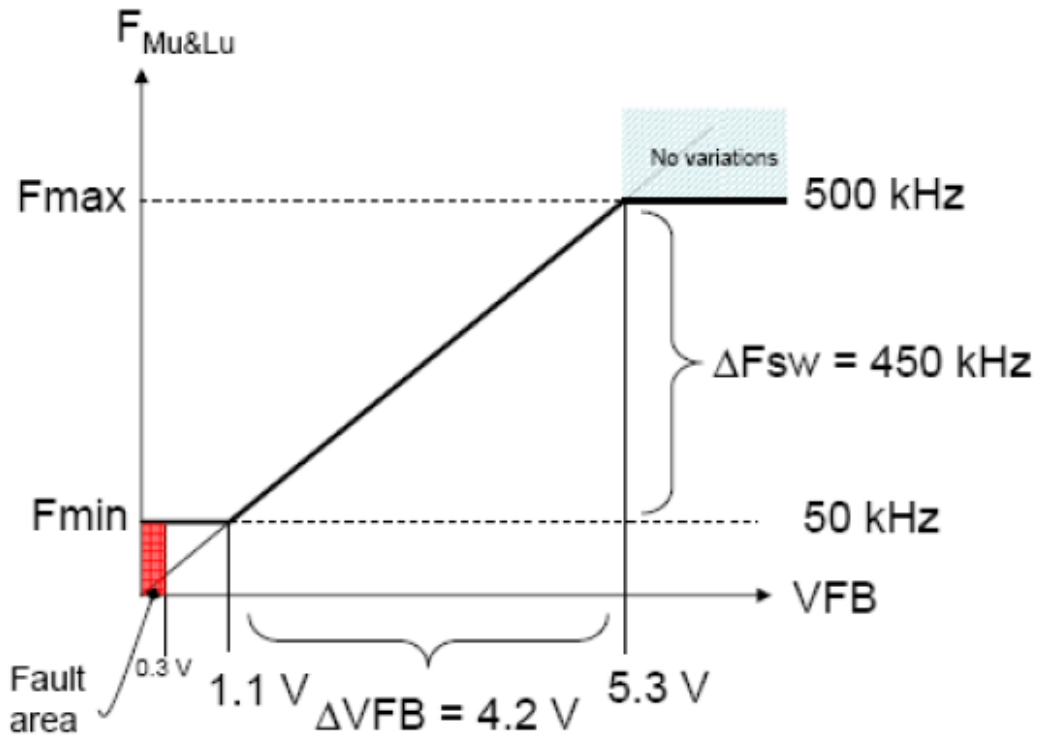 F Mu&Lu
No variations
Fmax
500 kHz
ΔFsw = 450 kHz
Fmin
50 kHz
VFB
0.3 V
1.1 V
5.3 V
Fault
area
ΔVFB = 4.2 V